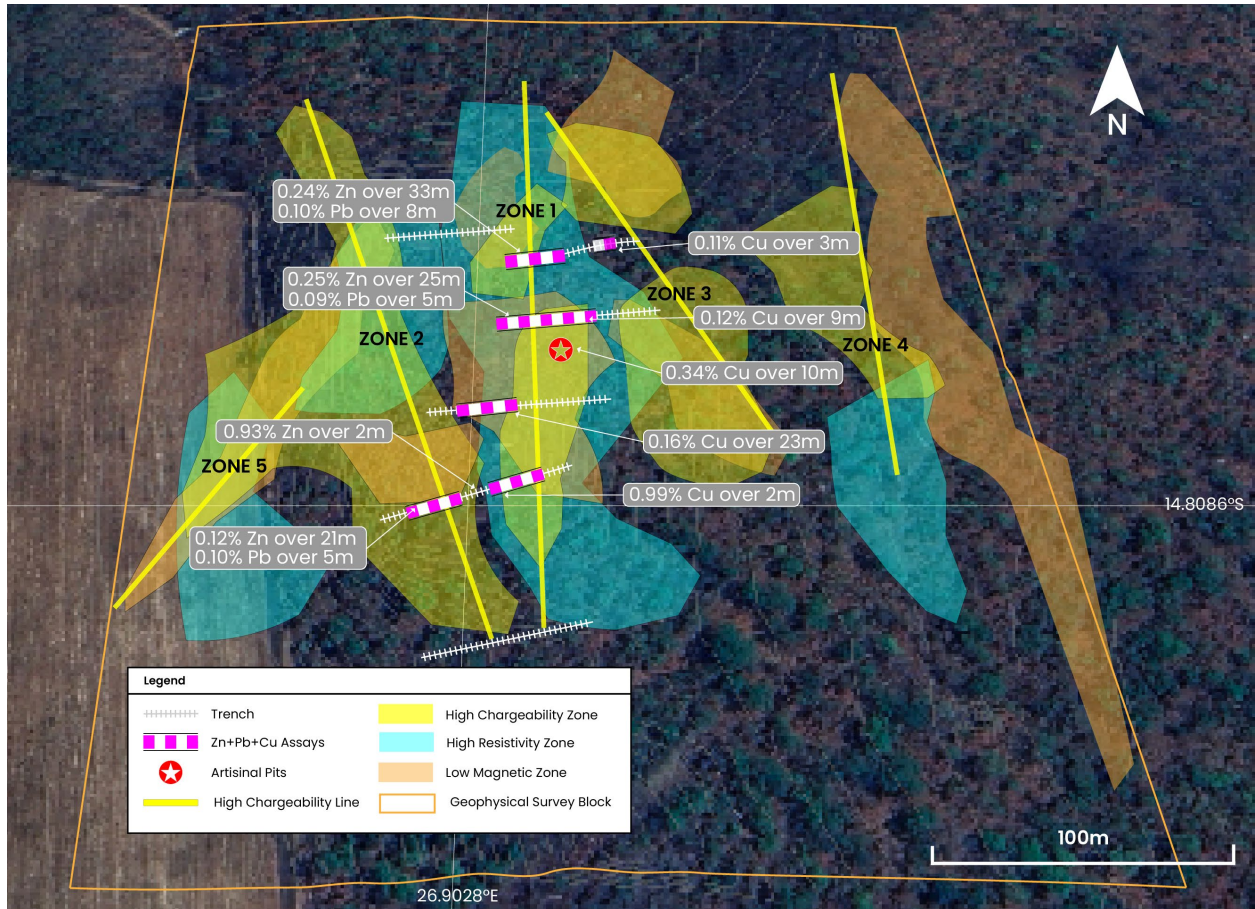 N
0.24% Zn over 33m
0.10% Pb over 8m
ZONE 1
0.11% Cu over 3m
0.25% Zn over 25m
0.09% Pb over 5m
ZONE 3
0.12% Cu over 9m
ZONE 2
ZONE 4
0.34% Cu over 10m
0.93% Zn over 2m
0.16% Cu over 23m
ZONE 5
0.99% Cu over 2m
14.8086°S
0.12% Zn over 21m
0.10% Pb over 5m
Legend
Trench
Zn+Pb+Cu Assays
Artisinal Pits
High Chargeability Line
High Chargeability Zone
High Resistivity Zone
Low Magnetic Zone
Geophysical Survey Block
100m
26.9028°E